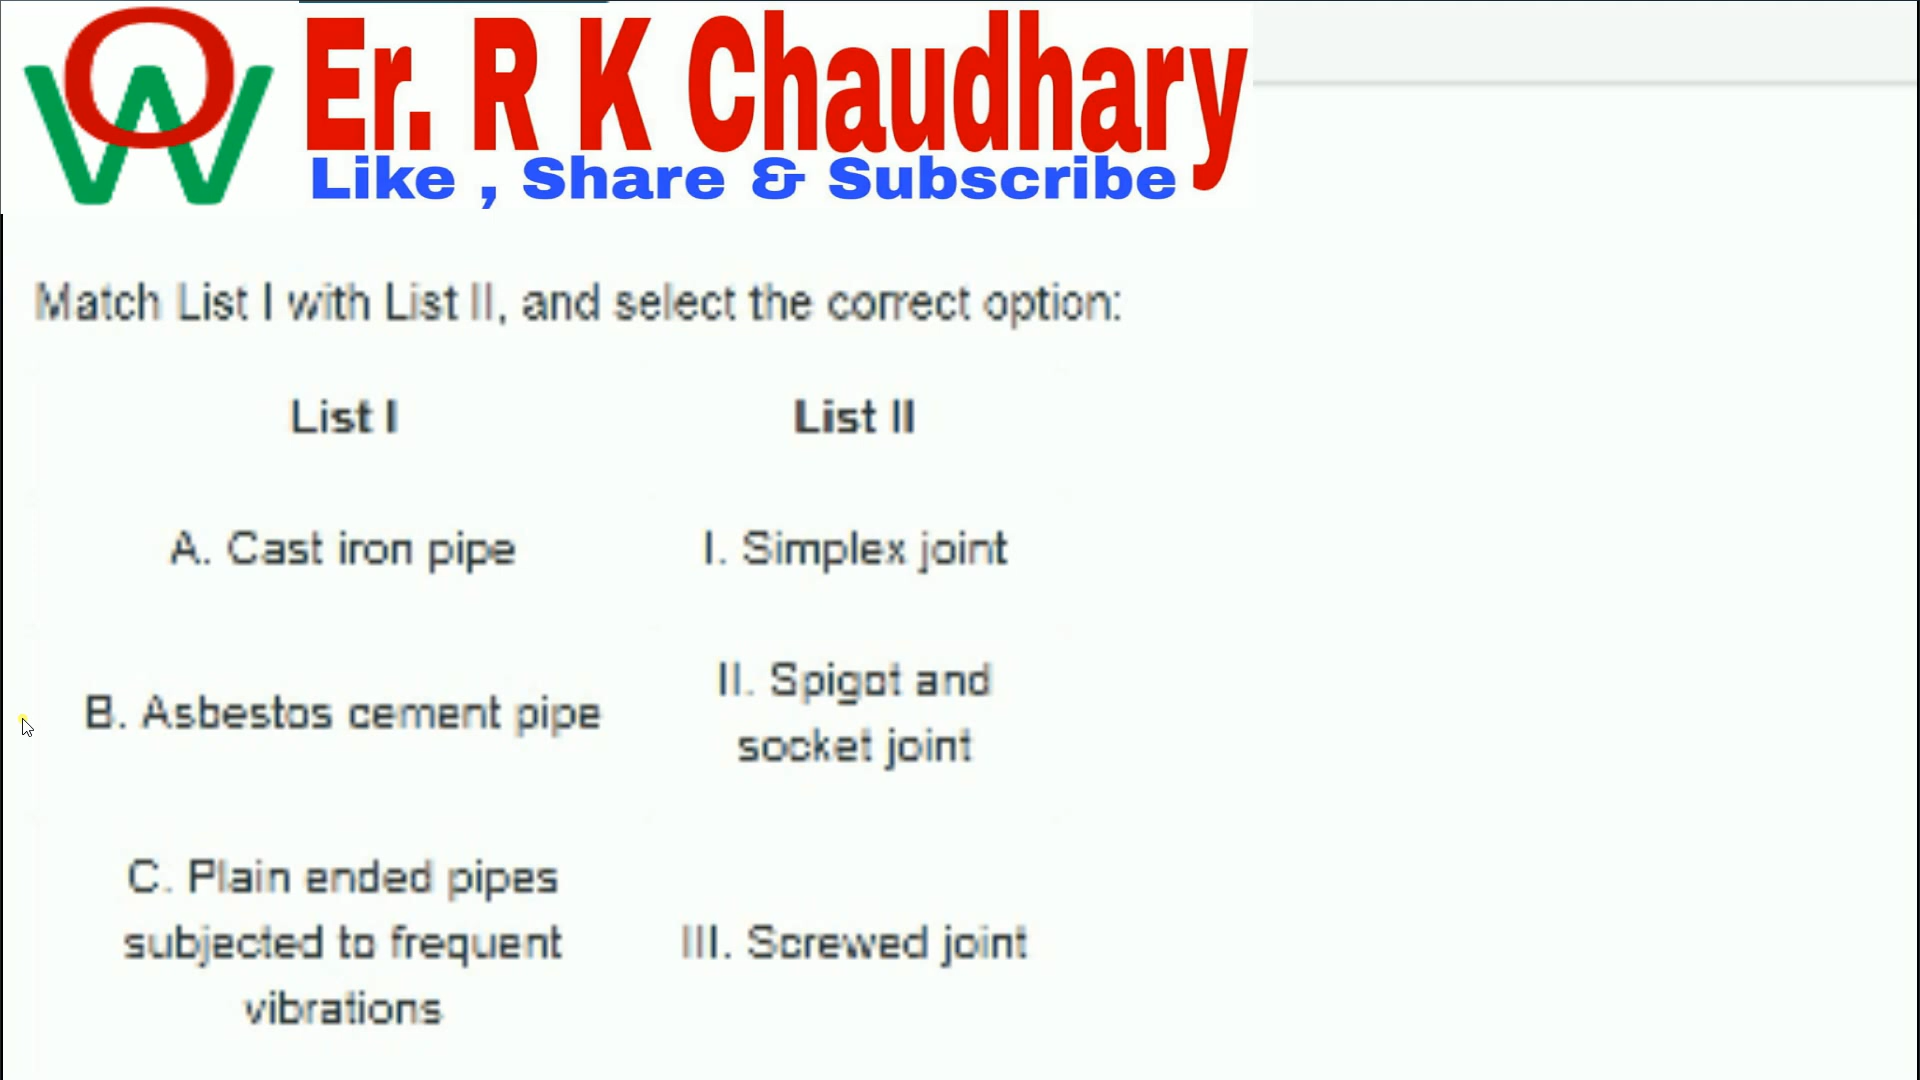 Er. R K Chaudhary
Like , Share & Subscribe
Match List I with List II, and select the correct option:
List I List II
A. Cast iron pipe I. Simplex joint
B. Asbestos cement pipe II. Spigot and
socket joint
C. Plain ended pipes
subjected to frequent
vibrations III. Screwed joint